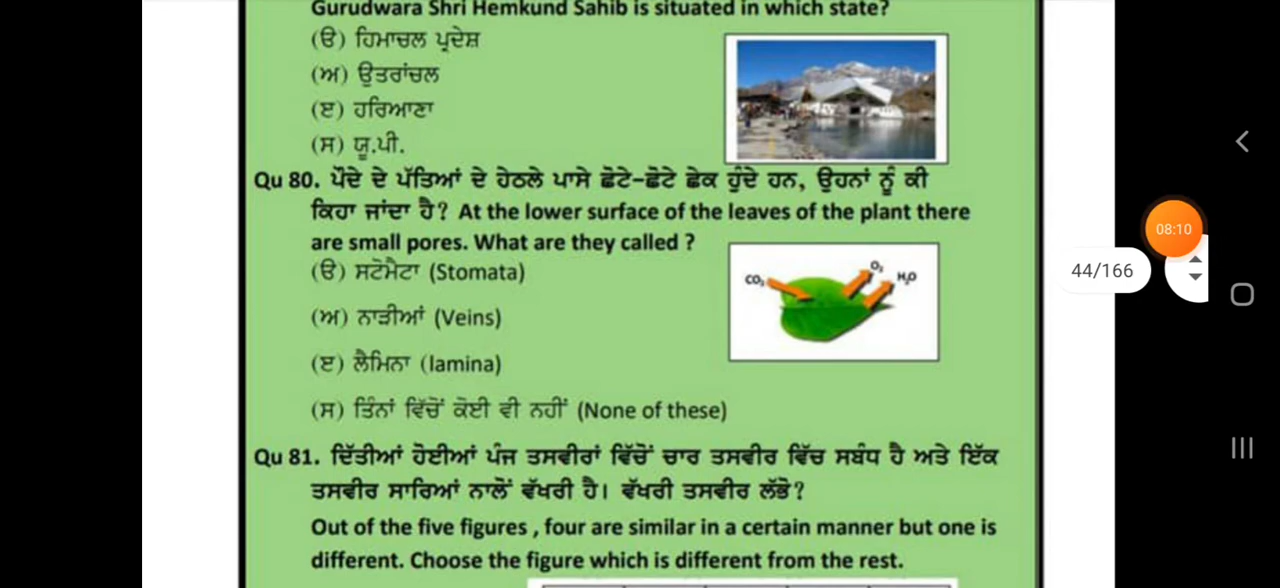 Gurudwara Shri Hemkund Sahib is situated in which state?
(ੳ) ਹਿਮਾਚਲ ਪ੍ਰਦੇਸ਼
(ਅ) ਉਤਰਾਂਚਲ
(ੲ) ਹਰਿਆਣਾ
(ਸ) ਯੂ.ਪੀ.
Qu 80. ਪੌਦੇ ਦੇ ਪੱਤਿਆਂ ਦੇ ਹੇਠਲੇ ਪਾਸੇ ਛੋਟੇ-ਛੋਟੇ ਛੇਕ ਹੁੰਦੇ ਹਨ, ਉਹਨਾਂ ਨੂੰ ਕੀ
ਕਿਹਾ ਜਾਂਦਾ ਹੈ? At the lower surface of the leaves of the plant there
are small pores. What are they called ?
(ੳ) ਸਟੋਮੈਟਾ (Stomata)
(ਅ) ਨਾੜੀਆਂ (Veins)
(ੲ) ਲੈਮਿਨਾ (lamina)
(ਸ) ਤਿੰਨਾਂ ਵਿੱਚੋਂ ਕੋਈ ਵੀ ਨਹੀਂ (None of these)
CO₂
O₂
H₂O
Qu 81. ਦਿੱਤੀਆਂ ਹੋਈਆਂ ਪੰਜ ਤਸਵੀਰਾਂ ਵਿੱਚੋਂ ਚਾਰ ਤਸਵੀਰ ਵਿੱਚ ਸਬੰਧ ਹੈ ਅਤੇ ਇੱਕ
ਤਸਵੀਰ ਸਾਰਿਆਂ ਨਾਲੋਂ ਵੱਖਰੀ ਹੈ। ਵੱਖਰੀ ਤਸਵੀਰ ਲੱਭੋ?
Out of the five figures , four are similar in a certain manner but one is
different. Choose the figure which is different from the rest.
08:10
44/166